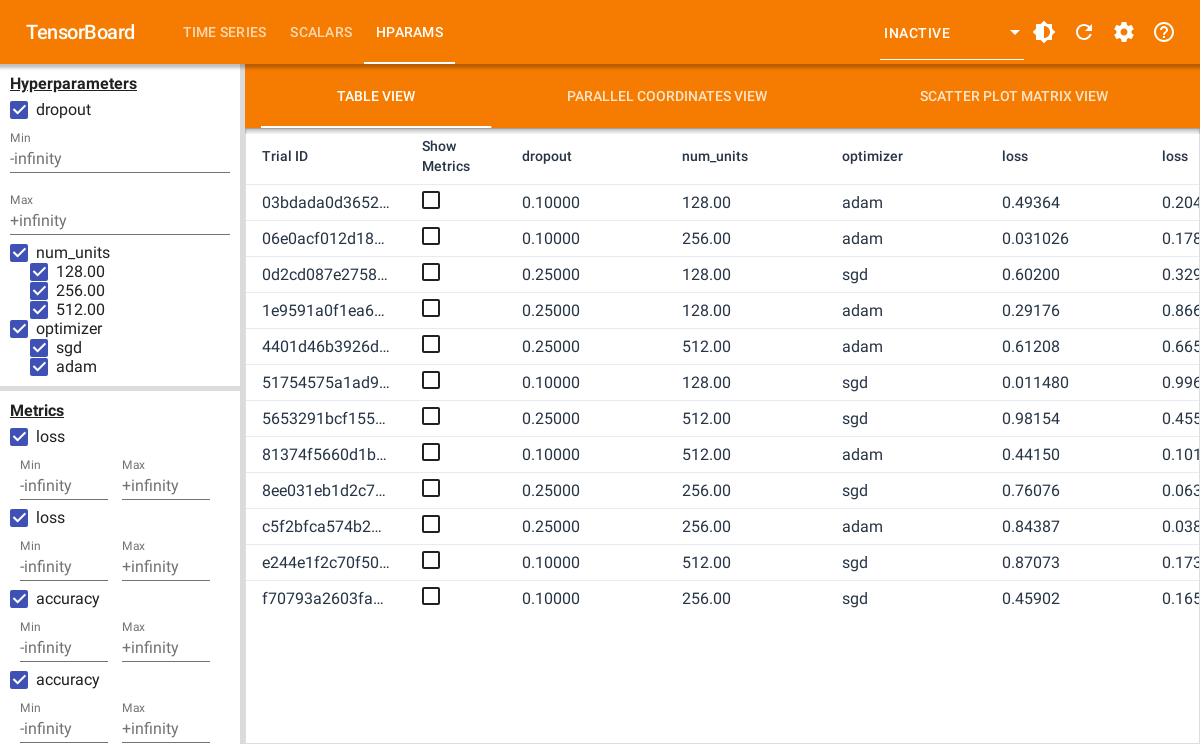 TensorBoard TIME SERIES SCALARS HPARAMS INACTIVE
Hyperparameters
dropout
Min
-infinity
Max
+infinity
num_units
128.00
256.00
512.00
optimizer
sgd
adam
Metrics
loss
Min Max
-infinity +infinity
loss
Min Max
-infinity +infinity
accuracy
Min Max
-infinity +infinity
accuracy
Min Max
-infinity +infinity
TABLE VIEW PARALLEL COORDINATES VIEW SCATTER PLOT MATRIX VIEW
Trial ID Show Metrics dropout num_units optimizer loss loss
03bdada0d3652... 0.10000 128.00 adam 0.49364 0.204
06e0acf012d18... 0.10000 256.00 adam 0.031026 0.178
0d2cd087e2758... 0.25000 128.00 sgd 0.60200 0.329
1e9591a0f1ea6... 0.25000 128.00 adam 0.29176 0.866
4401d46b3926d... 0.25000 512.00 adam 0.61208 0.665
51754575a1ad9... 0.10000 128.00 sgd 0.011480 0.996
5653291bcf155... 0.25000 512.00 sgd 0.98154 0.455
81374f5660d1b... 0.10000 512.00 adam 0.44150 0.101
8ee031eb1d2c7... 0.25000 256.00 sgd 0.76076 0.063
c5f2bfca574b2... 0.25000 256.00 adam 0.84387 0.038
e244e1f2c70f50... 0.10000 512.00 sgd 0.87073 0.173
f70793a2603fa... 0.10000 256.00 sgd 0.45902 0.165